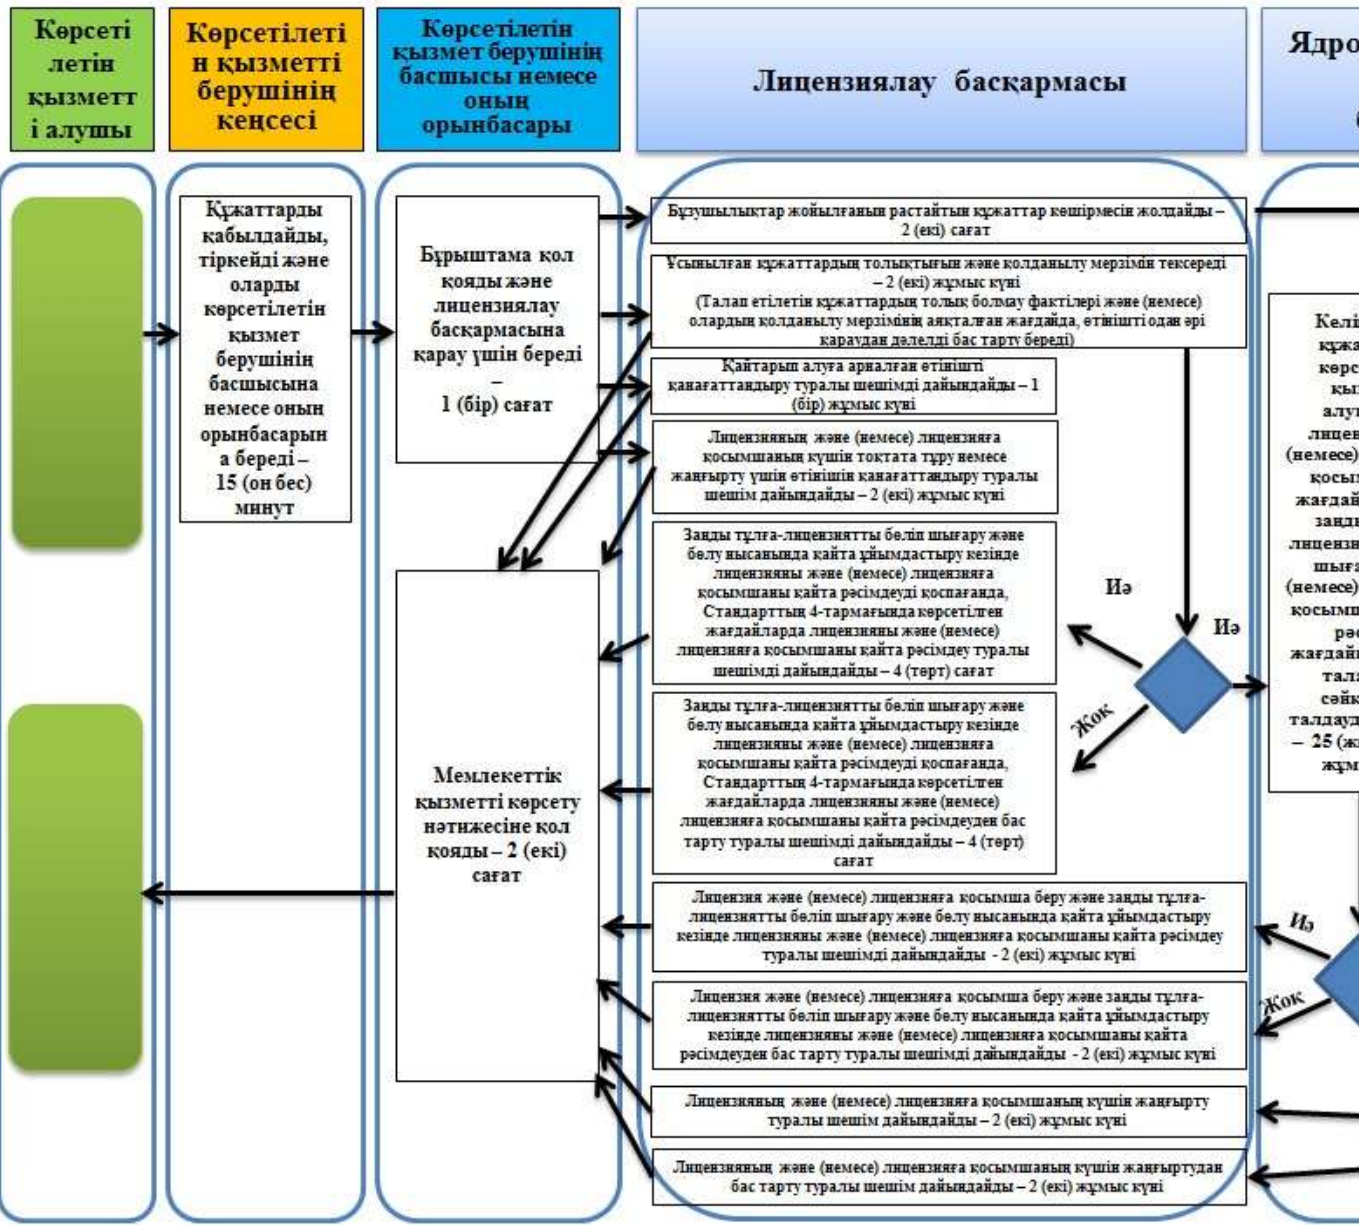 Көрсеті
летін
қызметт
і алушы
Көрсетілеті
н қызметті
берушінің
кеңсесі
Көрсетілетін
қызмет берушінің
басшысы немесе
оның
орынбасары
Лицензиялау басқармасы
Ядро
Құжаттарды
қабылдайды,
тіркейді және
оларды
көрсетілетін
қызмет
берушінің
басшысына
немесе оның
орынбасарын
а береді –
15 (он бес)
минут
Бұрыштама қол
қояды және
лицензиялау
басқармасына
қарау үшін береді
–
1 (бір) сағат
Мемлекеттік
қызметті көрсету
нәтижесіне қол
қояды – 2 (екі)
сағат
Бұзушылықтар жойылғанын растайтын құжаттар көшірмесін жолдайды –
2 (екі) сағат
Ұсынылған құжаттардың толықтығын және қолданылу мерзімін тексереді
– 2 (екі) жұмыс күні
(Талап етілетін құжаттардың толық болмау фактілері және (немесе)
олардың қолданылу мерзімінің аяқталған жағдайда, өтінішті одан әрі
қараудан дәлелді бас тарту береді)
Қайтарып алуға арналған өтінішті
қанағаттандыру туралы шешімді дайындайды – 1
(бір) жұмыс күні
Лицензияның және (немесе) лицензияға
қосымшаның күшін тоқтата тұру немесе
жаңғырту үшін өтінішін қанағаттандыру туралы
шешім дайындайды – 2 (екі) жұмыс күні
Заңды тұлға-лицензиятты бөліп шығару және
бөлу нысанында қайта ұйымдастыру кезінде
лицензияны және (немесе) лицензияға
қосымшаны қайта рәсімдеуді қоспағанда,
Стандарттың 4-тармағында көрсетілген
жағдайларда лицензияны және (немесе)
лицензияға қосымшаны қайта рәсімдеу туралы
шешімді дайындайды – 4 (төрт) сағат
Иә
Иә
Жоқ
Заңды тұлға-лицензиятты бөліп шығару және
бөлу нысанында қайта ұйымдастыру кезінде
лицензияны және (немесе) лицензияға
қосымшаны қайта рәсімдеуді қоспағанда,
Стандарттың 4-тармағында көрсетілген
жағдайларда лицензияны және (немесе)
лицензияға қосымшаны қайта рәсімдеуден бас
тарту туралы шешімді дайындайды – 4 (төрт)
сағат
Лицензия және (немесе) лицензияға қосымша беру және заңды тұлға-
лицензиятты бөліп шығару және бөлу нысанында қайта ұйымдастыру
кезінде лицензияны және (немесе) лицензияға қосымшаны қайта рәсімдеу
туралы шешімді дайындайды - 2 (екі) жұмыс күні
Лицензия және (немесе) лицензияға қосымша беру және заңды тұлға-
лицензиятты бөліп шығару және бөлу нысанында қайта ұйымдастыру
кезінде лицензияны және (немесе) лицензияға қосымшаны қайта
рәсімдеуден бас тарту туралы шешімді дайындайды - 2 (екі) жұмыс күні
Лицензияның және (немесе) лицензияға қосымшаның күшін жаңғырту
туралы шешім дайындайды – 2 (екі) жұмыс күні
Лицензияның және (немесе) лицензияға қосымшаның күшін жаңғыртудан
бас тарту туралы шешім дайындайды – 2 (екі) жұмыс күні
(немесе)
(немесе)
– 25
Иә
Жоқ